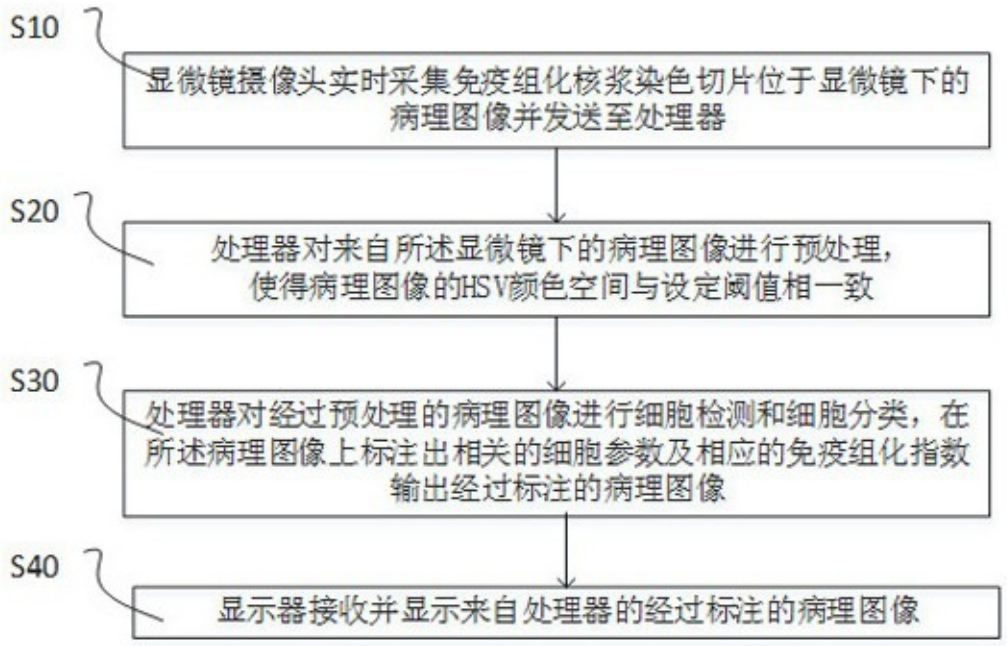 S10
显微镜摄像头实时采集免疫组化核浆染色切片位于显微镜下的
病理图像并发送至处理器
S20
处理器对来自所述显微镜下的病理图像进行预处理，
使得病理图像的HSV颜色空间与设定阈值相一致
S30
处理器对经过预处理的病理图像进行细胞检测和细胞分类，在
所述病理图像上标注出相关的细胞参数及相应的免疫组化指数
输出经过标注的病理图像
S40
显示器接收并显示来自处理器的经过标注的病理图像